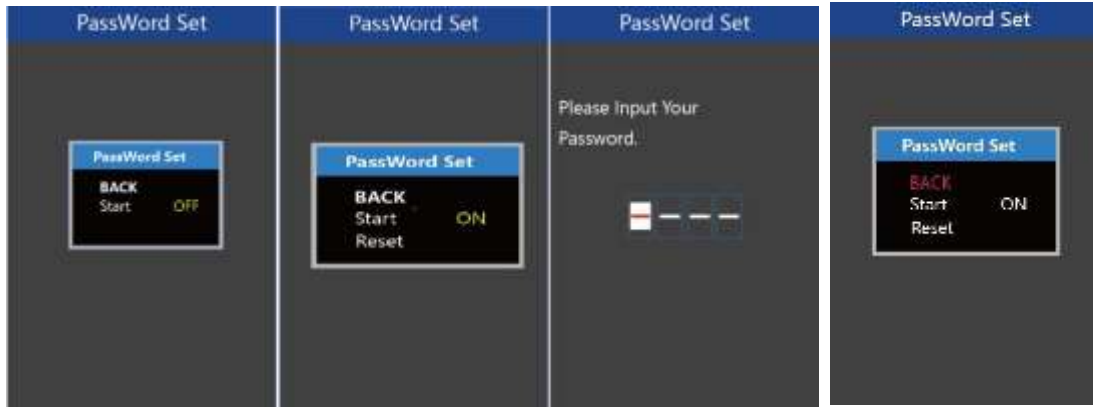 PassWord Set
PassWord Set
BACK
Start OFF
PassWord Set
PassWord Set
BACK
Start ON
Reset
PassWord Set
Please Input Your
Password.
PassWord Set
PassWord Set
BACK
Start ON
Reset